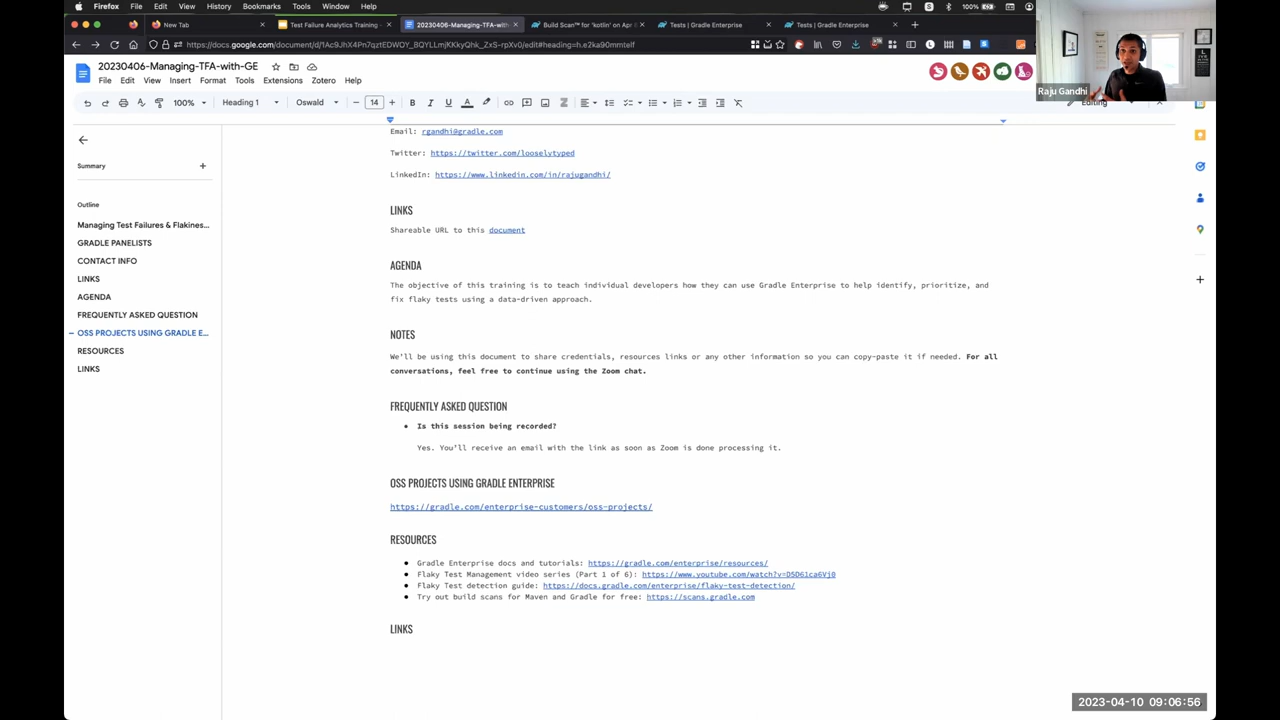 Firefox File Edit View History Bookmarks Tools Window Help
100%
New Tab
Test Failure Analytics Training -
20230406-Managing-TFA-with-
Build Scan™ for 'kotlin' on Apr 6
Tests | Gradle Enterprise
Tests | Gradle Enterprise
20230406-Managing-TFA-with-GE
File Edit View Insert Format Tools Extensions Zotero Help
Raju Gandhi
100% Heading 1 Oswald 14 B I U A Editing
Email: rgandhi@gradle.com
Twitter: https://twitter.com/looselytyped
LinkedIn: https://www.linkedin.com/in/rajugandhi/
Summary
Outline
Managing Test Failures & Flakines...
GRADLE PANELISTS
CONTACT INFO
LINKS
AGENDA
FREQUENTLY ASKED QUESTION
OSS PROJECTS USING GRADLE E...
RESOURCES
LINKS
LINKS
Shareable URL to this document
AGENDA
The objective of this training is to teach individual developers how they can use Gradle Enterprise to help identify, prioritize, and
fix flaky tests using a data-driven approach.
NOTES
We'll be using this document to share credentials, resources links or any other information so you can copy-paste it if needed. For all
conversations, feel free to continue using the Zoom chat.
FREQUENTLY ASKED QUESTION
Is this session being recorded?
Yes. You'll receive an email with the link as soon as Zoom is done processing it.
OSS PROJECTS USING GRADLE ENTERPRISE
https://gradle.com/enterprise-customers/oss-projects/
RESOURCES
Gradle Enterprise docs and tutorials: https://gradle.com/enterprise/resources/
Flaky Test Management video series (Part 1 of 6): https://www.youtube.com/watch?v=D5D61ca6Vj0
Flaky Test detection guide: https://docs.gradle.com/enterprise/flaky-test-detection/
Try out build scans for Maven and Gradle for free: https://scans.gradle.com
LINKS
2023-04-10 09:06:56